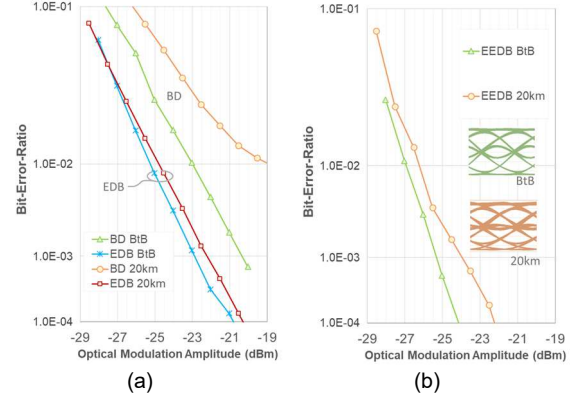 1.0E-01
1.0E-02
1.0E-03
1.0E-04
Bit-Error-Ratio
BD
EDB
BD BtB
EDB BtB
BD 20km
EDB 20km
-29 -27 -25 -23 -21 -19
Optical Modulation Amplitude (dBm)
(a)
1.0E-01
1.0E-02
1.0E-03
1.0E-04
Bit-Error-Ratio
EEDB BtB
EEDB 20km
BtB
20km
-29 -27 -25 -23 -21 -19
Optical Modulation Amplitude (dBm)
(b)